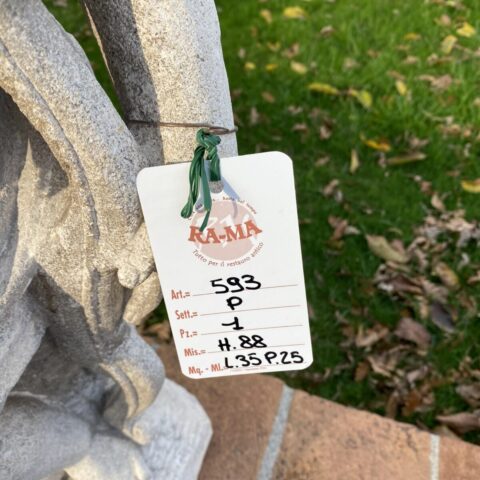 RA-MA
Tutto per il restauro antico
Art.= 593
Sett.= P
Pz.= 1
Mis.= H.88
Mq. - Ml. L.35 P.25